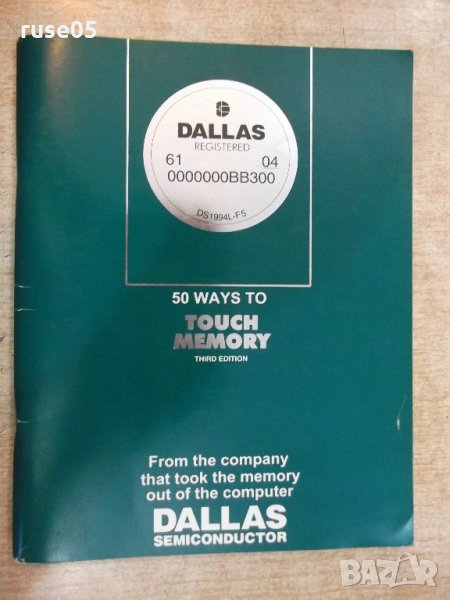 ruse05
DALLAS
REGISTERED
61 04
0000000BB300
DS1994L-F5
50 WAYS TO
TOUCH
MEMORY
THIRD EDITION
From the company
that took the memory
out of the computer
DALLAS
SEMICONDUCTOR
BAZAR